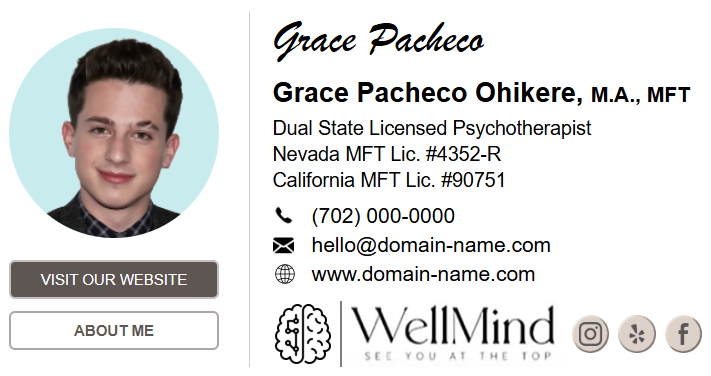 Grace Pacheco
Grace Pacheco Ohikere, M.A., MFT
Dual State Licensed Psychotherapist
Nevada MFT Lic. #4352-R
California MFT Lic. #90751
(702) 000-0000
hello@domain-name.com
www.domain-name.com
VISIT OUR WEBSITE
ABOUT ME
WellMind
SEE YOU AT THE TOP